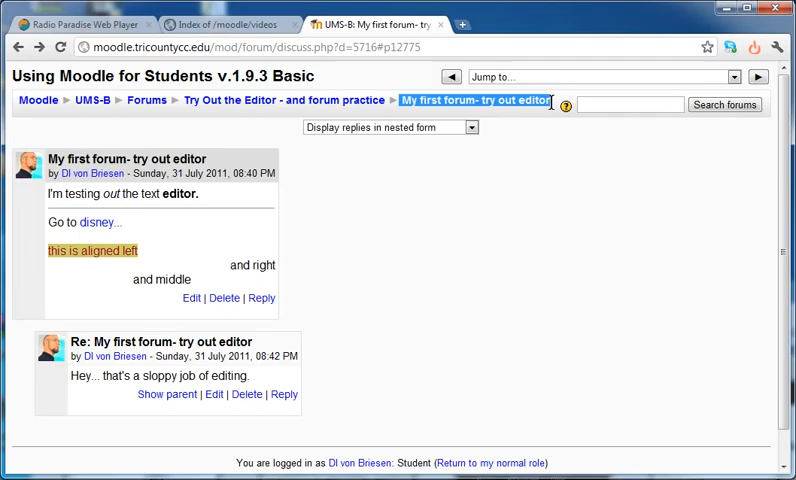 Radio Paradise Web Player
Index of /moodle/videos
UMS-B: My first forum- try
moodle.tricountycc.edu/mod/forum/discuss.php?d=5716#p12775
Using Moodle for Students v.1.9.3 Basic
Jump to...
Moodle ► UMS-B ► Forums ► Try Out the Editor - and forum practice ► My first forum- try out editor
Search forums
Display replies in nested form
My first forum- try out editor
by DI von Briesen - Sunday, 31 July 2011, 08:40 PM
I'm testing out the text editor.
Go to disney...
this is aligned left
and right
and middle
Edit | Delete | Reply
Re: My first forum- try out editor
by DI von Briesen - Sunday, 31 July 2011, 08:42 PM
Hey... that's a sloppy job of editing.
Show parent | Edit | Delete | Reply
You are logged in as DI von Briesen: Student (Return to my normal role)